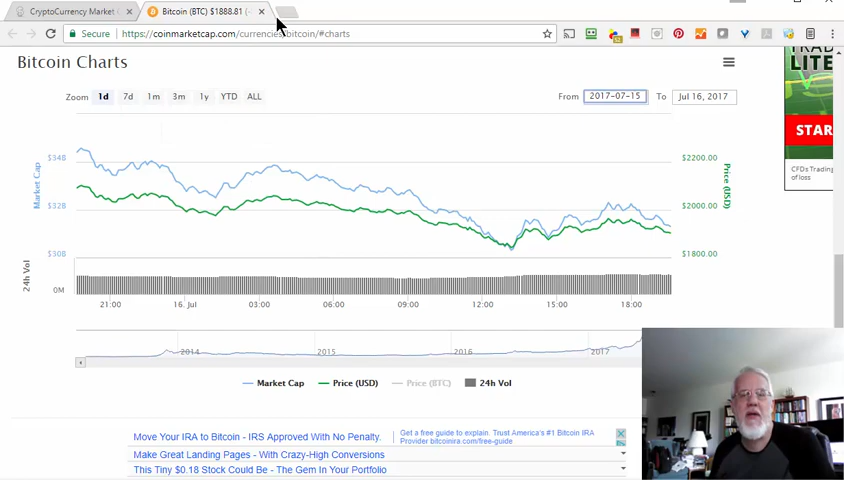 CryptoCurrency Market C
Bitcoin (BTC) $1888.81 (-
Secure
https://coinmarketcap.com/currencies/bitcoin/#charts
Bitcoin Charts
TRAD
LITE
Zoom 1d 7d 1m 3m 1y YTD ALL
From 2017-07-15 To Jul 16, 2017
STAR
$34B
$2200.00
CFDs Trading
of loss
Market Cap
Price (USD)
$32B
$2000.00
$30B
$1800.00
24h Vol
0M
21:00 16. Jul 03:00 06:00 09:00 12:00 15:00 18:00
2014 2015 2016 2017
Market Cap Price (USD) Price (BTC) 24h Vol
Move Your IRA to Bitcoin - IRS Approved With No Penalty.
Get a free guide to explain. Trust America's #1 Bitcoin IRA
Provider bitcoinira.com/free-guide
Make Great Landing Pages - With Crazy-High Conversions
This Tiny $0.18 Stock Could Be - The Gem In Your Portfolio